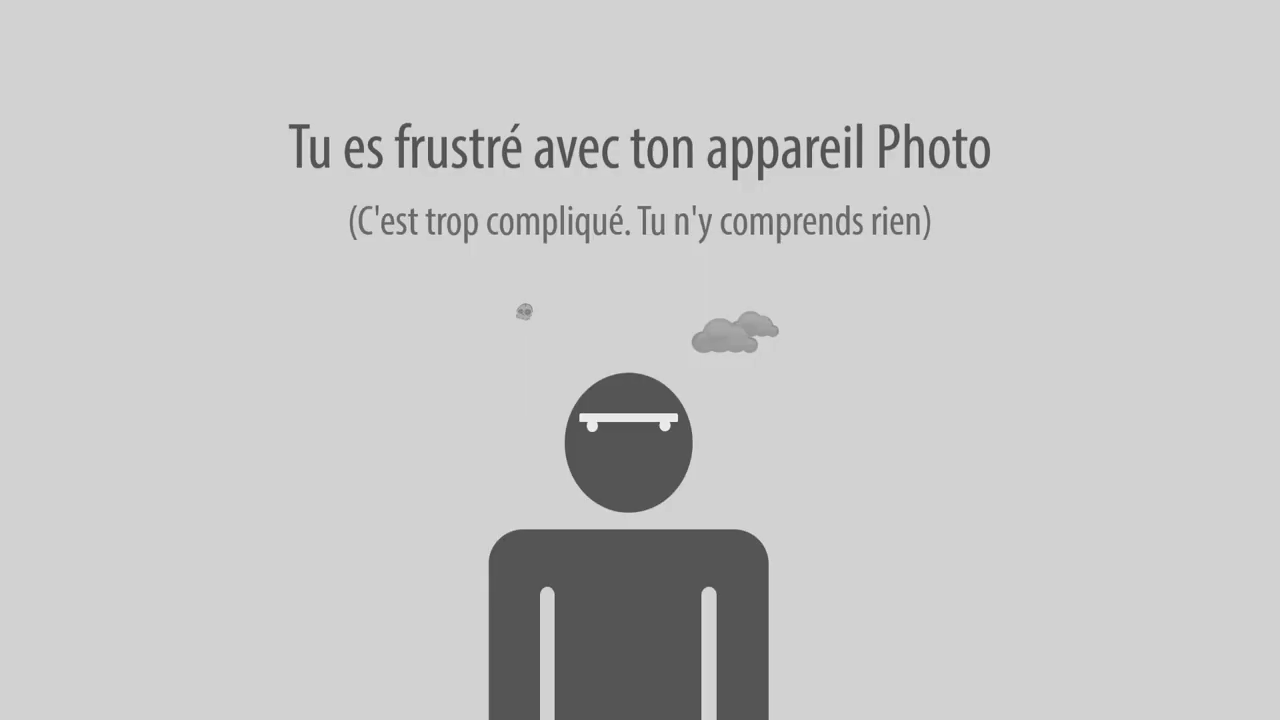 Tu es frustré avec ton appareil Photo
(C'est trop compliqué. Tu n'y comprends rien)